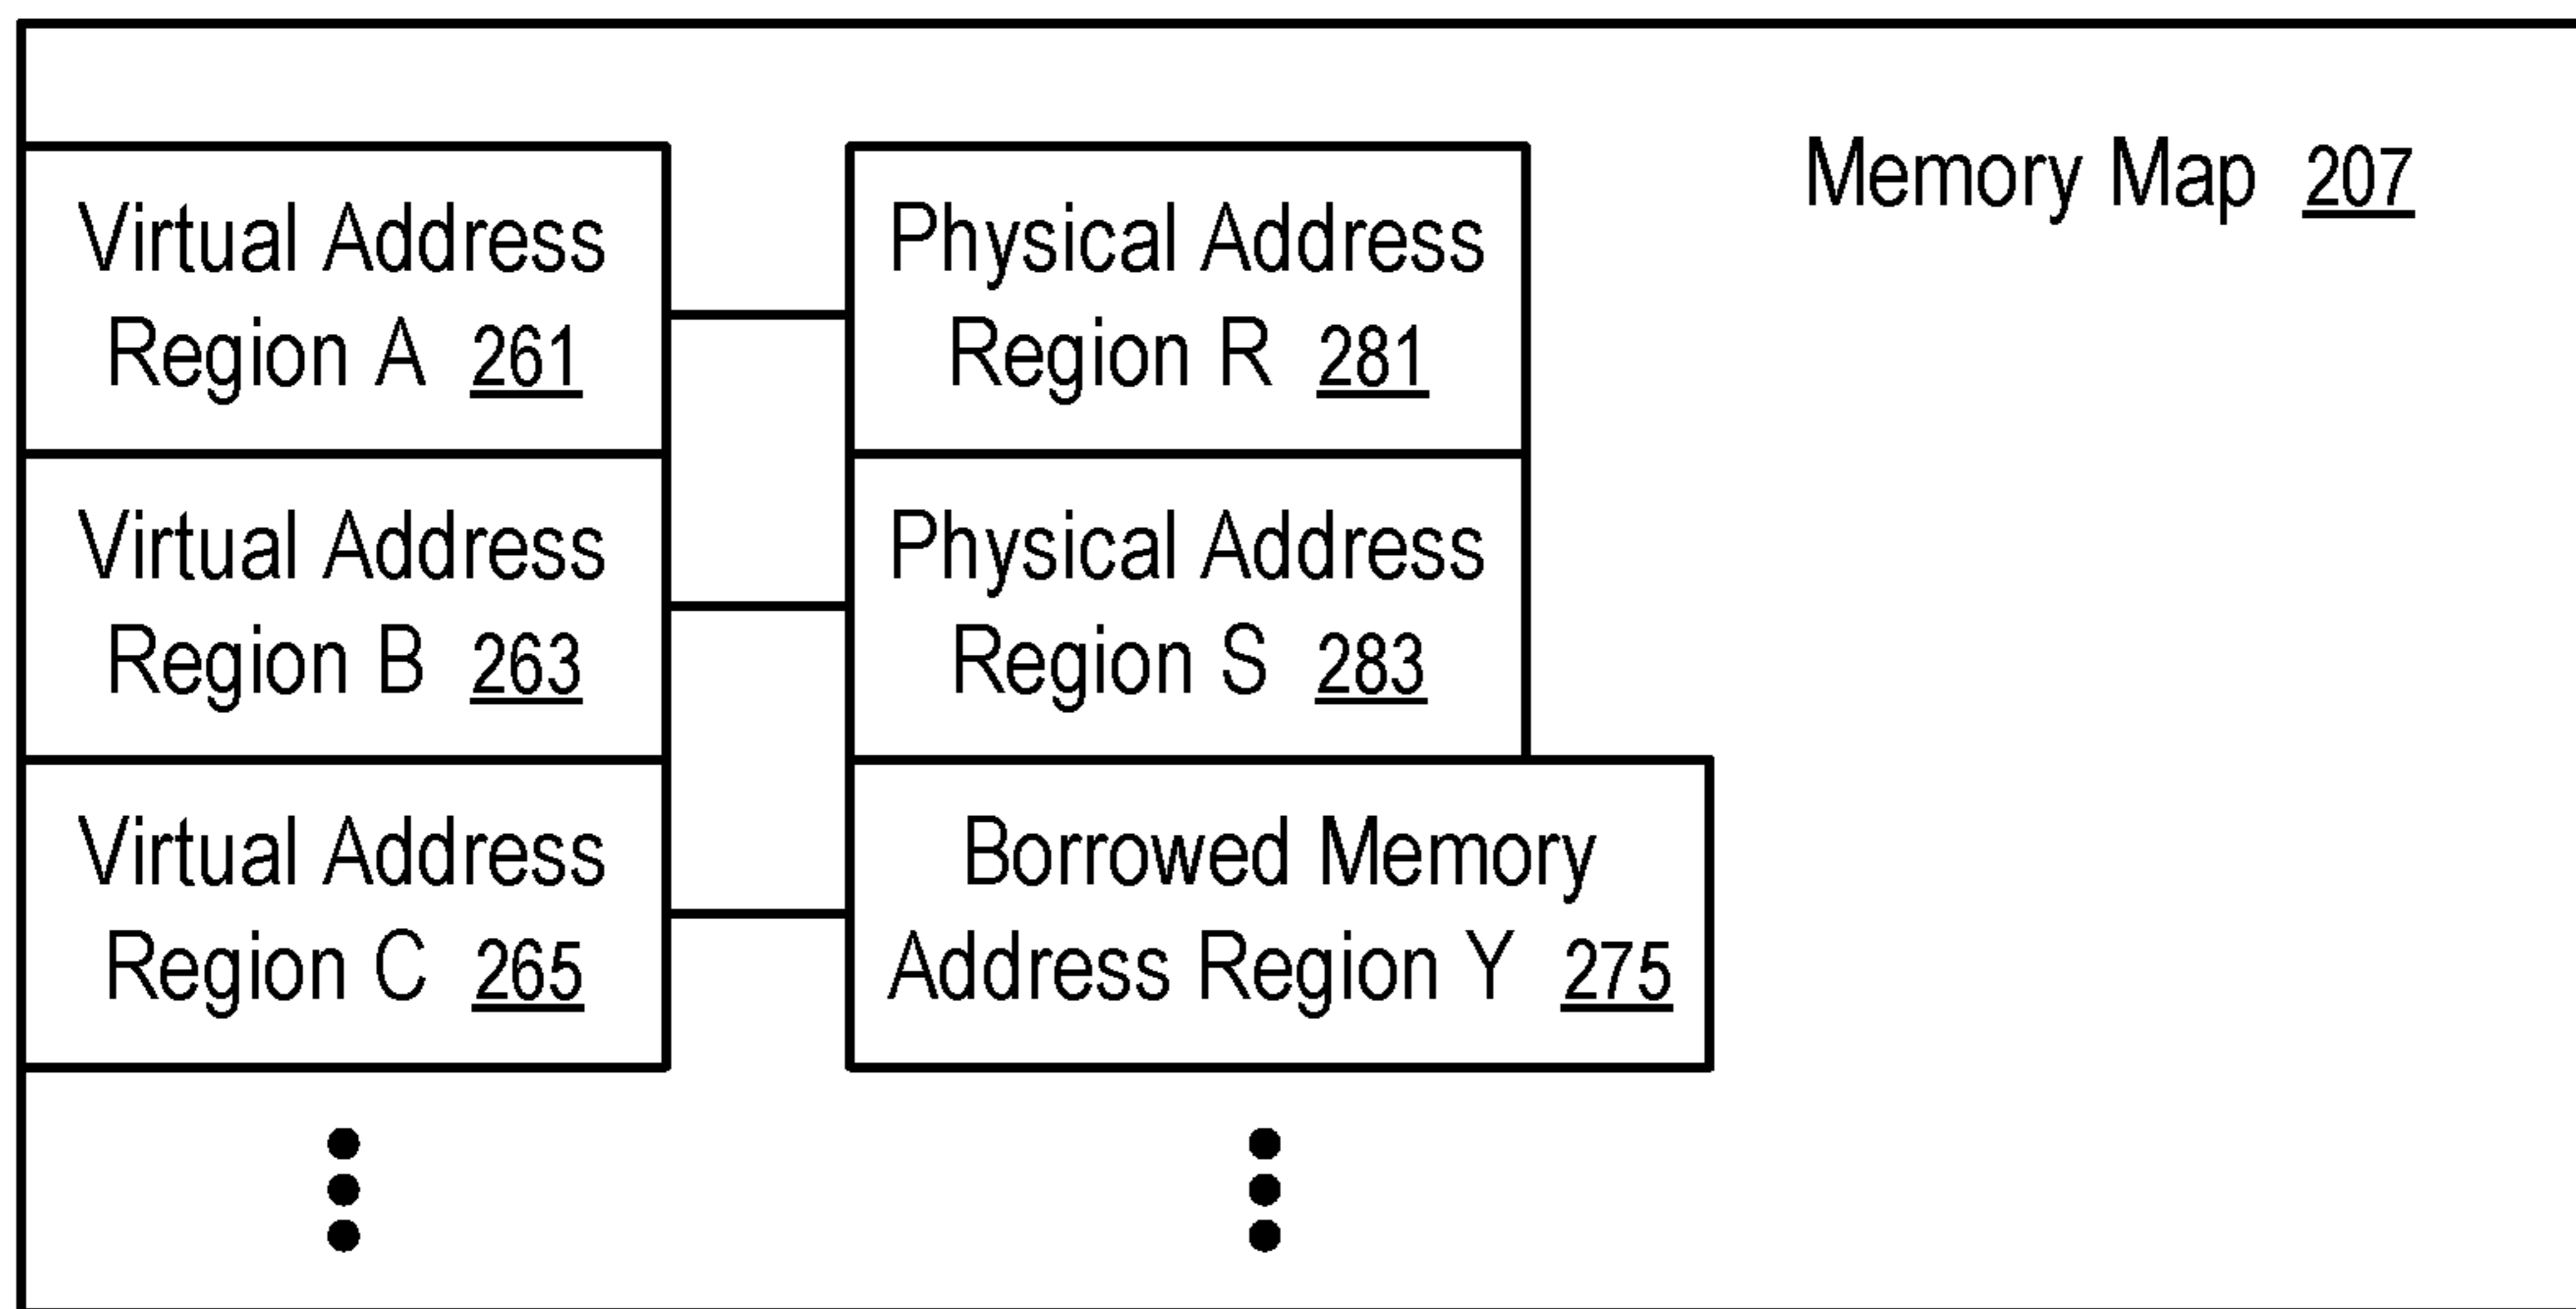 Memory Map 207
Virtual Address
Region A 261
Physical Address
Region R 281
Virtual Address
Region B 263
Physical Address
Region S 283
Virtual Address
Region C 265
Borrowed Memory
Address Region Y 275